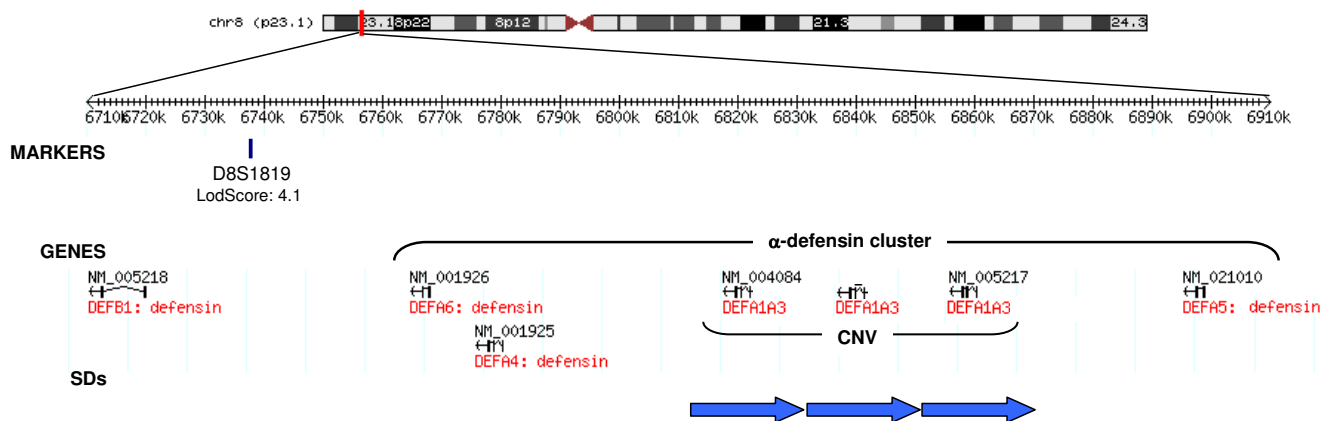 chr8 (p23.1) 23.1 8p22 8p12 21.3 24.3
6710k 6720k 6730k 6740k 6750k 6760k 6770k 6780k 6790k 6800k 6810k 6820k 6830k 6840k 6850k 6860k 6870k 6880k 6890k 6900k 6910k
MARKERS
D8S1819
LodScore: 4.1
GENES
α-defensin cluster
NM_005218 NM_001926 NM_004084 NM_005217 NM_021010
DEFB1: defensin DEFA6: defensin DEFA1A3 DEFA1A3 DEFA1A3 DEFA5: defensin
NM_001925
CNV
DEFA4: defensin
SDs